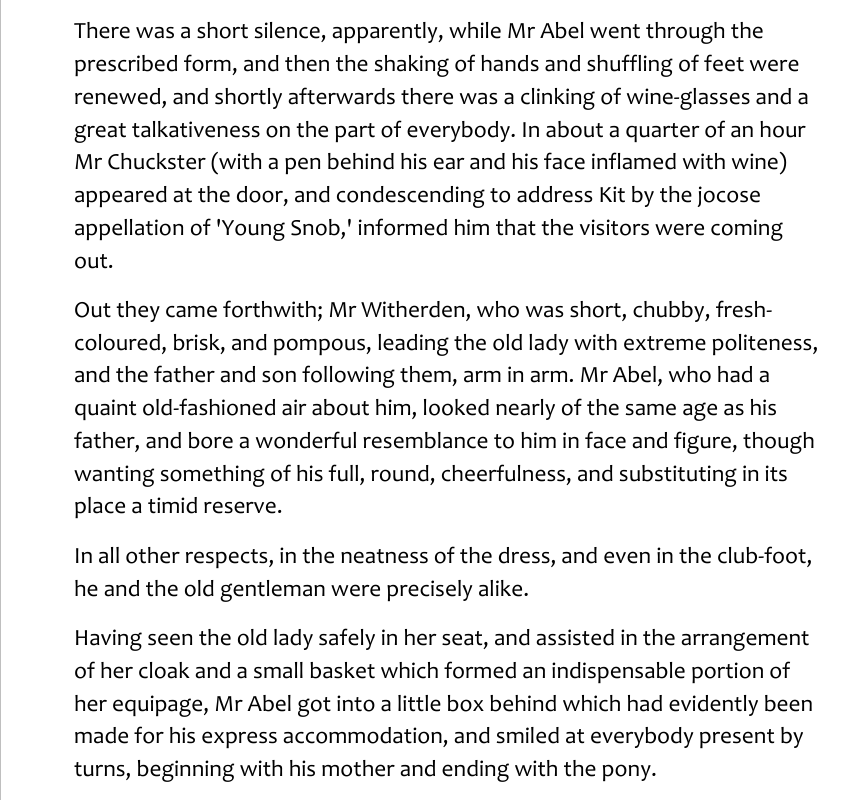 There was a short silence, apparently, while Mr Abel went through the
prescribed form, and then the shaking of hands and shuffling of feet were
renewed, and shortly afterwards there was a clinking of wine-glasses and a
great talkativeness on the part of everybody. In about a quarter of an hour
Mr Chuckster (with a pen behind his ear and his face inflamed with wine)
appeared at the door, and condescending to address Kit by the jocose
appellation of 'Young Snob,' informed him that the visitors were coming
out.
Out they came forthwith; Mr Witherden, who was short, chubby, fresh-
coloured, brisk, and pompous, leading the old lady with extreme politeness,
and the father and son following them, arm in arm. Mr Abel, who had a
quaint old-fashioned air about him, looked nearly of the same age as his
father, and bore a wonderful resemblance to him in face and figure, though
wanting something of his full, round, cheerfulness, and substituting in its
place a timid reserve.
In all other respects, in the neatness of the dress, and even in the club-foot,
he and the old gentleman were precisely alike.
Having seen the old lady safely in her seat, and assisted in the arrangement
of her cloak and a small basket which formed an indispensable portion of
her equipage, Mr Abel got into a little box behind which had evidently been
made for his express accommodation, and smiled at everybody present by
turns, beginning with his mother and ending with the pony.